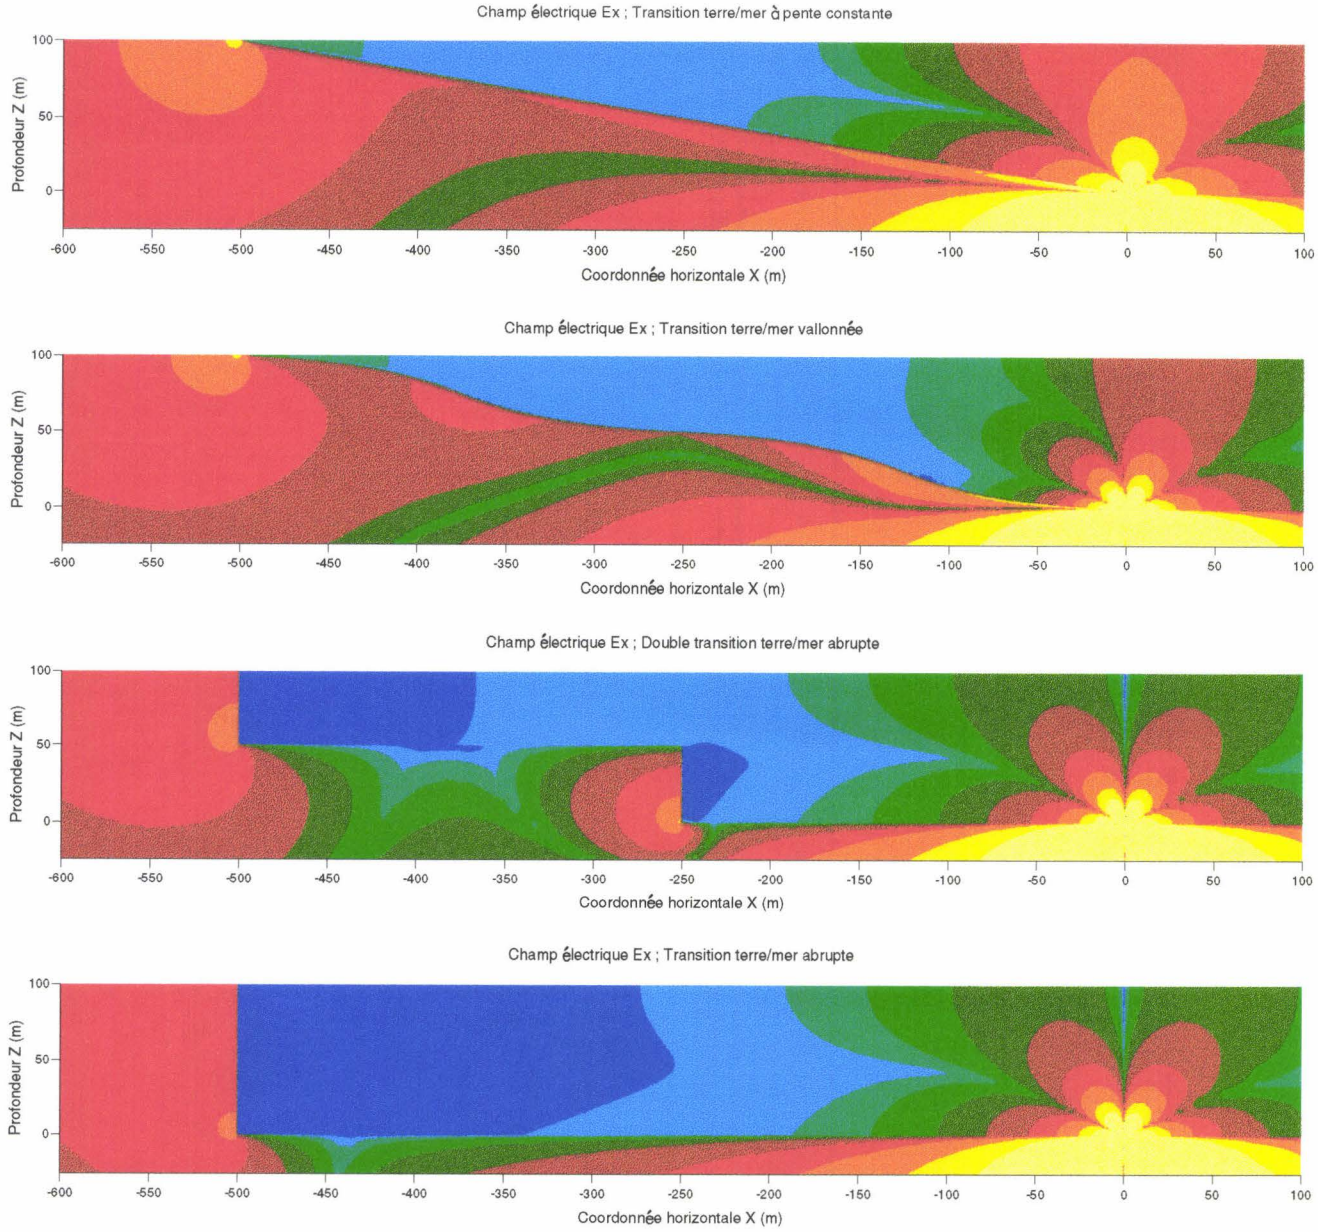 Champ électrique Ex ; Transition terre/mer à pente constante
Profondeur Z (m)
100
50
0
-600 -550 -500 -450 -400 -350 -300 -250 -200 -150 -100 -50 0 50 100
Coordonnée horizontale X (m)
Champ électrique Ex ; Transition terre/mer vallonnée
Profondeur Z (m)
100
50
0
-600 -550 -500 -450 -400 -350 -300 -250 -200 -150 -100 -50 0 50 100
Coordonnée horizontale X (m)
Champ électrique Ex ; Double transition terre/mer abrupte
Profondeur Z (m)
100
50
0
-600 -550 -500 -450 -400 -350 -300 -250 -200 -150 -100 -50 0 50 100
Coordonnée horizontale X (m)
Champ électrique Ex ; Transition terre/mer abrupte
Profondeur Z (m)
100
50
0
-600 -550 -500 -450 -400 -350 -300 -250 -200 -150 -100 -50 0 50 100
Coordonnée horizontale X (m)